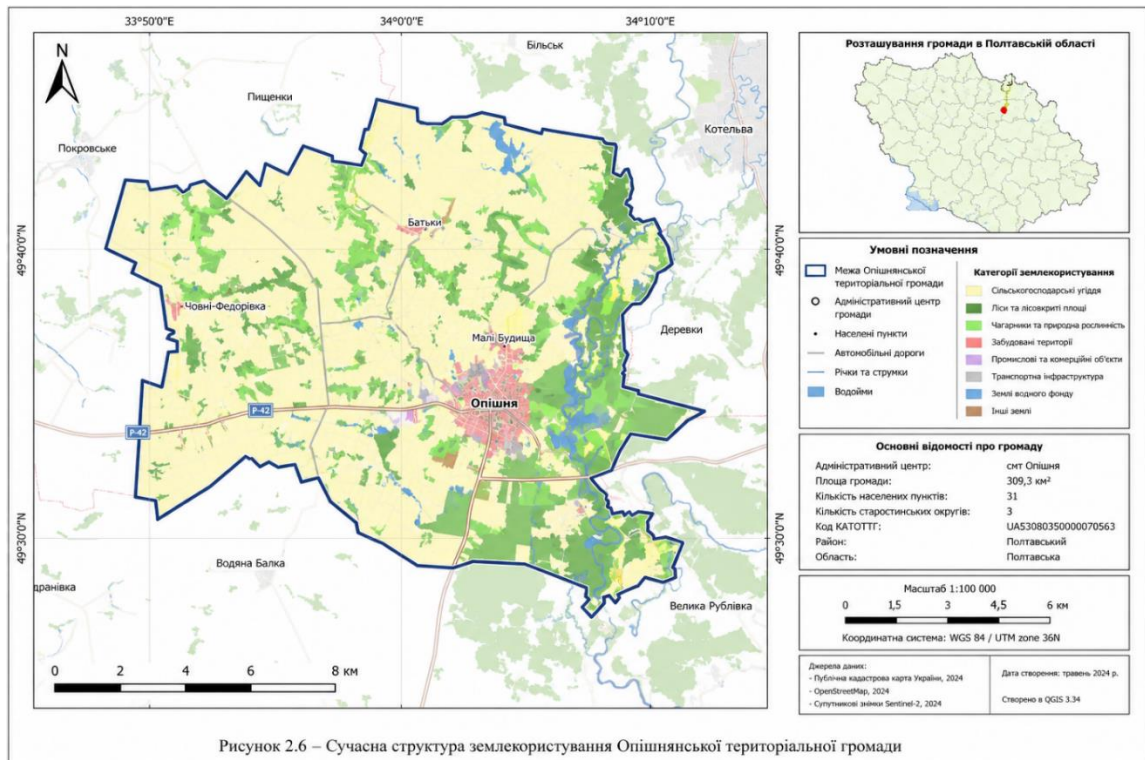 33°50'0"E
34°0'0"E
34°10'0"E
N
Більськ
Пищенки
Покровське
Котельва
49°40'0"N
49°40'0"N
Батьки
Човні-Федорівка
Деревки
Малі Будища
Опішня
Р-42
Р-42
49°30'0"N
49°30'0"N
Водяна Балка
дранівка
Велика Рублівка
0 2 4 6 8 км
Розташування громади в Полтавській області
Умовні позначення
Межа Опішнянської
територіальної громади
Адміністративний центр
громади
Населені пункти
Автомобільні дороги
Річки та струмки
Водойми
Категорії землекористування
Сільськогосподарські угіддя
Ліси та лісовкриті площі
Чагарники та природна рослинність
Забудовані території
Промислові та комерційні об'єкти
Транспортна інфраструктура
Землі водного фонду
Інші землі
Основні відомості про громаду
Адміністративний центр: смт Опішня
Площа громади: 309,3 км²
Кількість населених пунктів: 31
Кількість старостинських округів: 3
Код КАТОТТГ: UA53080350000070563
Район: Полтавський
Область: Полтавська
Масштаб 1:100 000
0 1,5 3 4,5 6 км
Координатна система: WGS 84 / UTM zone 36N
Джерела даних:
- Публічна кадастрова карта України, 2024
- OpenStreetMap, 2024
- Супутникові знімки Sentinel-2, 2024
Дата створення: травень 2024 р.
Створено в QGIS 3.34
Рисунок 2.6 – Сучасна структура землекористування Опішнянської територіальної громади